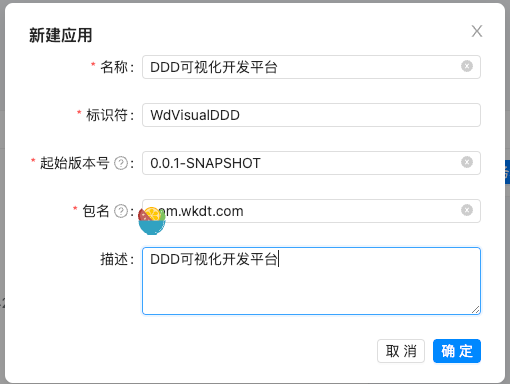 新建应用
* 名称: DDD可视化开发平台
* 标识符: WdVisualDDD
* 起始版本号 ?: 0.0.1-SNAPSHOT
* 包名 ?: om.wkdt.com
描述: DDD可视化开发平台
取 消 确 定